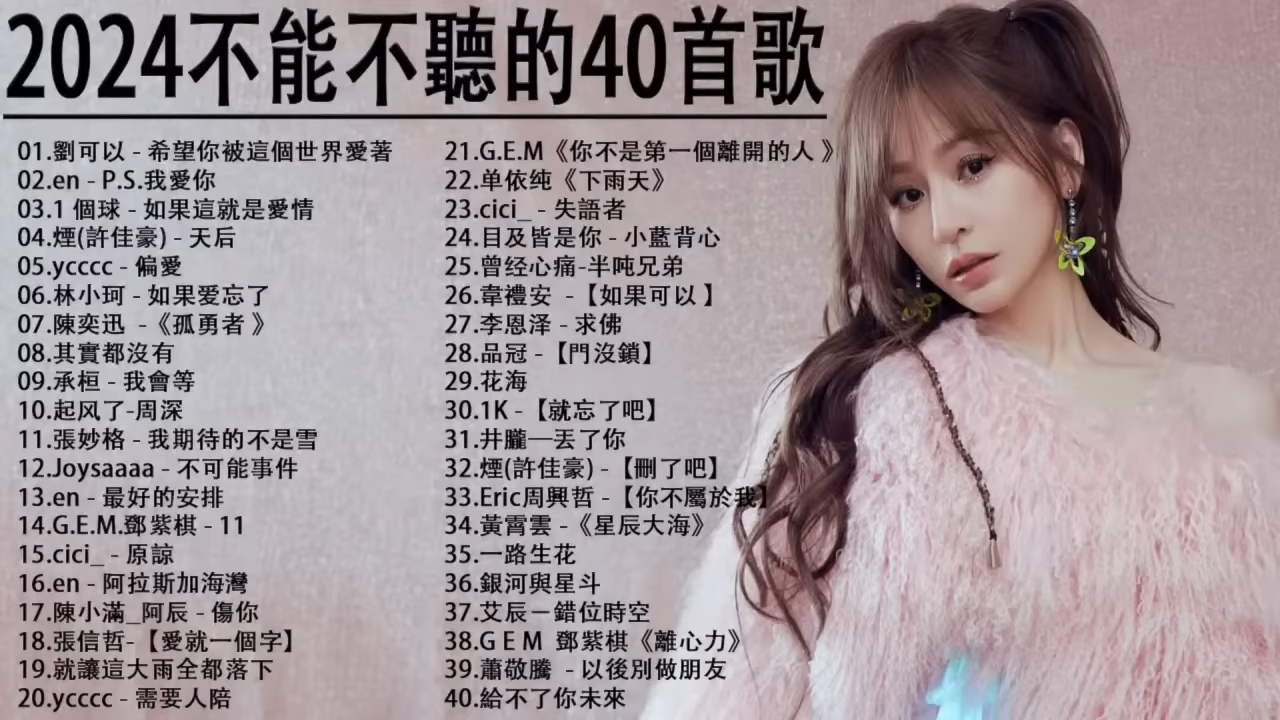 2024不能不聽的40首歌
01.劉可以 - 希望你被這個世界愛著
02.en - P.S.我愛你
03.1 個球 - 如果這就是愛情
04.煙(許佳豪) - 天后
05.ycccc - 偏愛
06.林小珂 - 如果愛忘了
07.陳奕迅 -《孤勇者 》
08.其實都沒有
09.承桓 - 我會等
10.起风了-周深
11.張妙格 - 我期待的不是雪
12.Joysaaaa - 不可能事件
13.en - 最好的安排
14.G.E.M.鄧紫棋 - 11
15.cici_ - 原諒
16.en - 阿拉斯加海灣
17.陳小滿_阿辰 - 傷你
18.張信哲-【愛就一個字】
19.就讓這大雨全都落下
20.ycccc - 需要人陪
21.G.E.M《你不是第一個離開的人 》
22.单依纯《下雨天》
23.cici_ - 失語者
24.目及皆是你 - 小藍背心
25.曾经心痛-半吨兄弟
26.韋禮安 -【如果可以 】
27.李恩泽 - 求佛
28.品冠 -【門沒鎖】
29.花海
30.1K -【就忘了吧】
31.井朧—丟了你
32.煙(許佳豪) -【刪了吧】
33.Eric周興哲 -【你不屬於我】
34.黃霄雲 -《星辰大海》
35.一路生花
36.銀河與星斗
37.艾辰－錯位時空
38.G E M 鄧紫棋《離心力》
39.蕭敬騰 - 以後別做朋友
40.給不了你未來